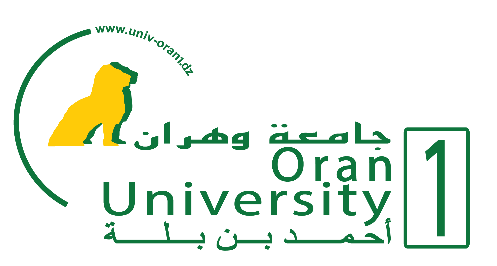 www.univ-oran1.dz
جامعة وهران
Oran
University
1
أحمد بن بلة